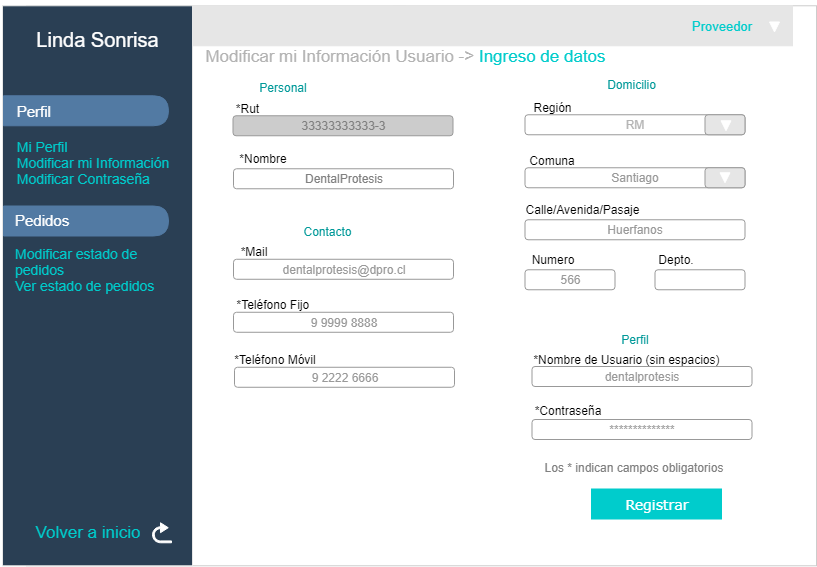 Linda Sonrisa
Perfil
Mi Perfil
Modificar mi Información
Modificar Contraseña
Pedidos
Modificar estado de
pedidos
Ver estado de pedidos
Volver a inicio
Proveedor
Modificar mi Información Usuario -> Ingreso de datos
Personal
*Rut
33333333333-3
*Nombre
DentalProtesis
Contacto
*Mail
dentalprotesis@dpro.cl
*Teléfono Fijo
9 9999 8888
*Teléfono Móvil
9 2222 6666
Domicilio
Región
RM
Comuna
Santiago
Calle/Avenida/Pasaje
Huerfanos
Numero Depto.
566
Perfil
*Nombre de Usuario (sin espacios)
dentalprotesis
*Contraseña
**************
Los * indican campos obligatorios
Registrar